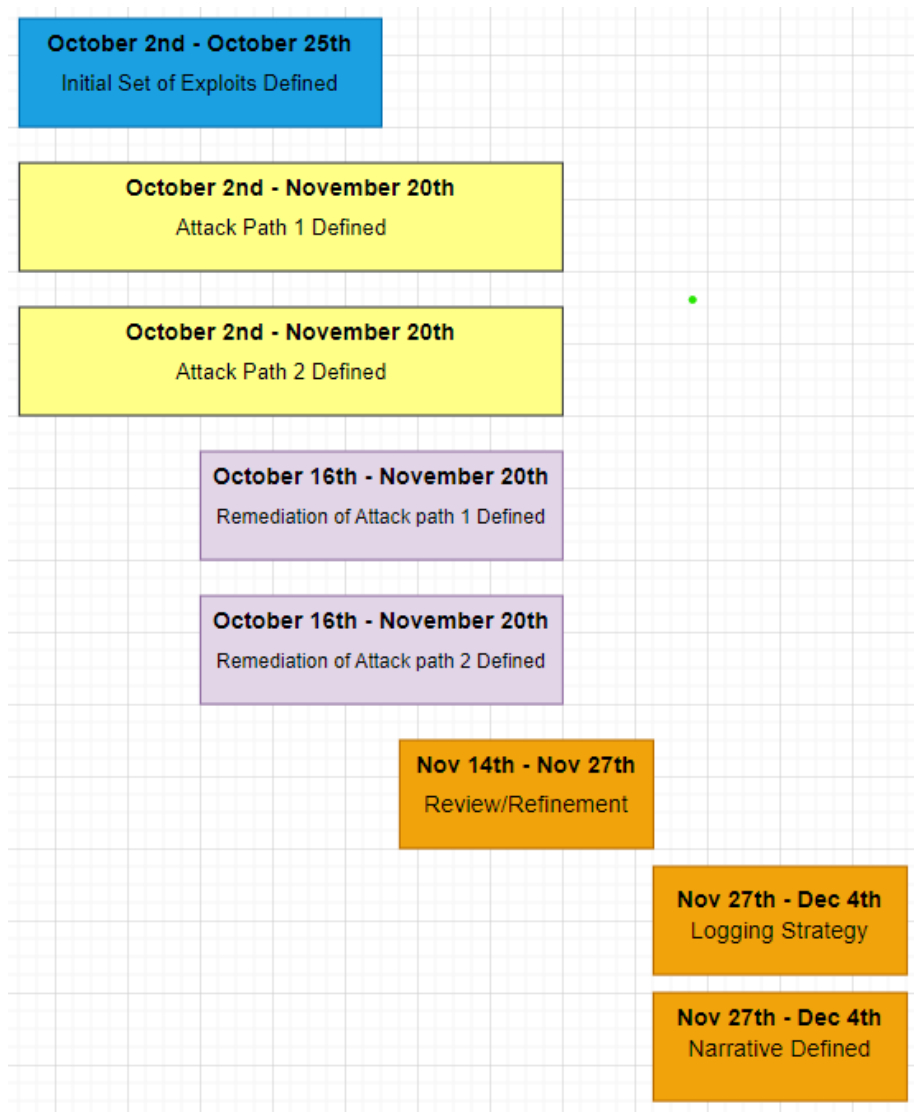 October 2nd - October 25th
Initial Set of Exploits Defined
October 2nd - November 20th
Attack Path 1 Defined
October 2nd - November 20th
Attack Path 2 Defined
October 16th - November 20th
Remediation of Attack path 1 Defined
October 16th - November 20th
Remediation of Attack path 2 Defined
Nov 14th - Nov 27th
Review/Refinement
Nov 27th - Dec 4th
Logging Strategy
Nov 27th - Dec 4th
Narrative Defined